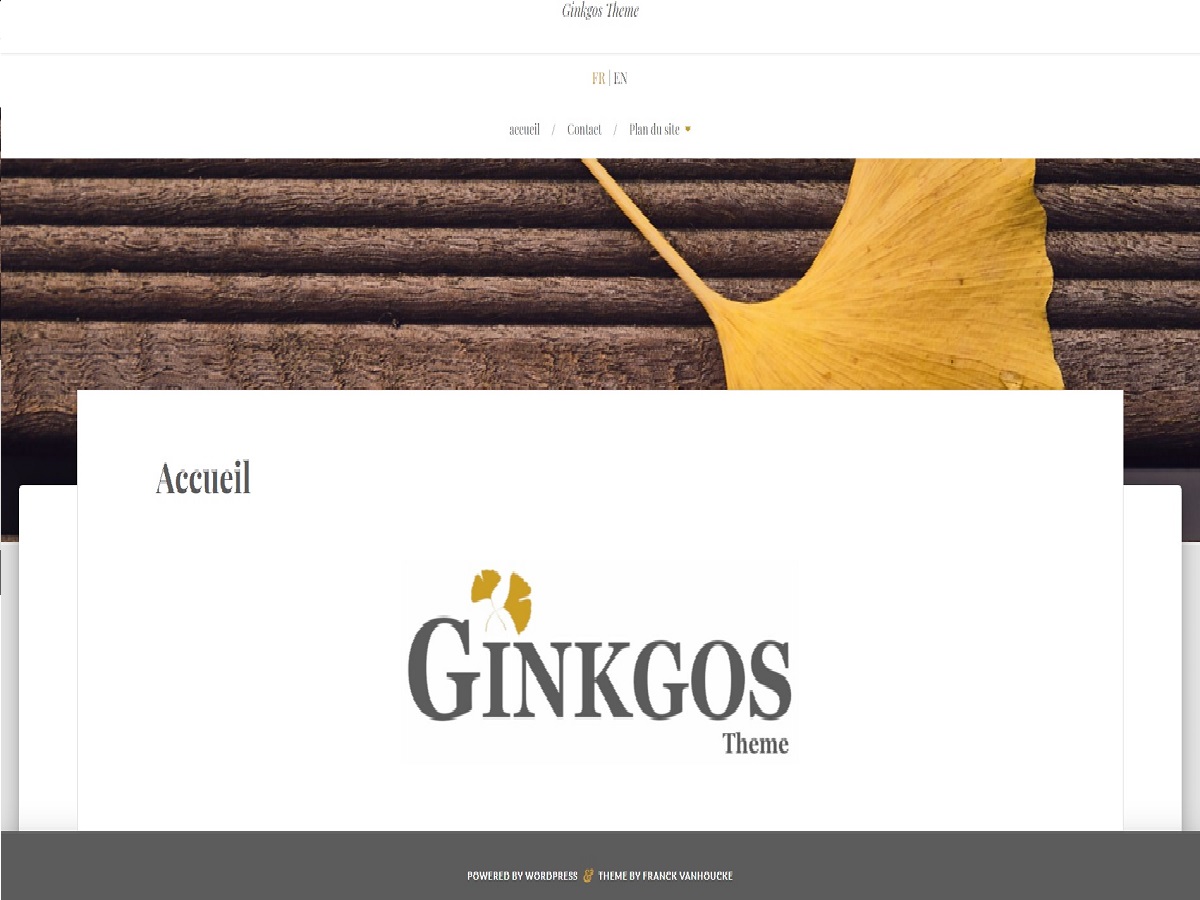 Ginkgos Theme
FR | EN
accueil / Contact / Plan du site
Accueil
GINKGOS
Theme
POWERED BY WORDPRESS & THEME BY FRANCK VANHOUCKE